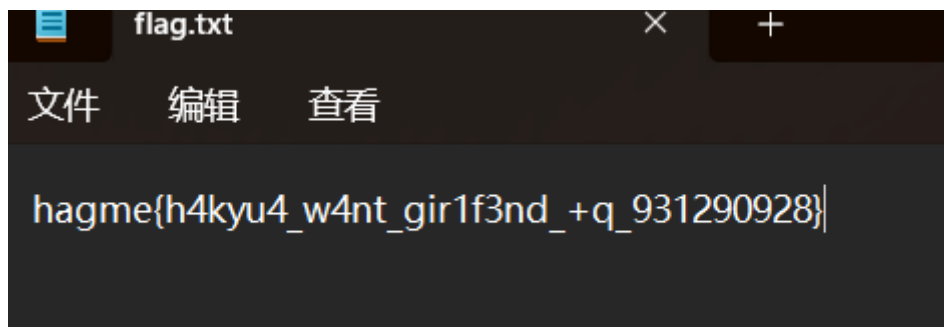 flag.txt
文件 编辑 查看
hagme{h4kyu4_w4nt_gir1f3nd_+q_931290928}